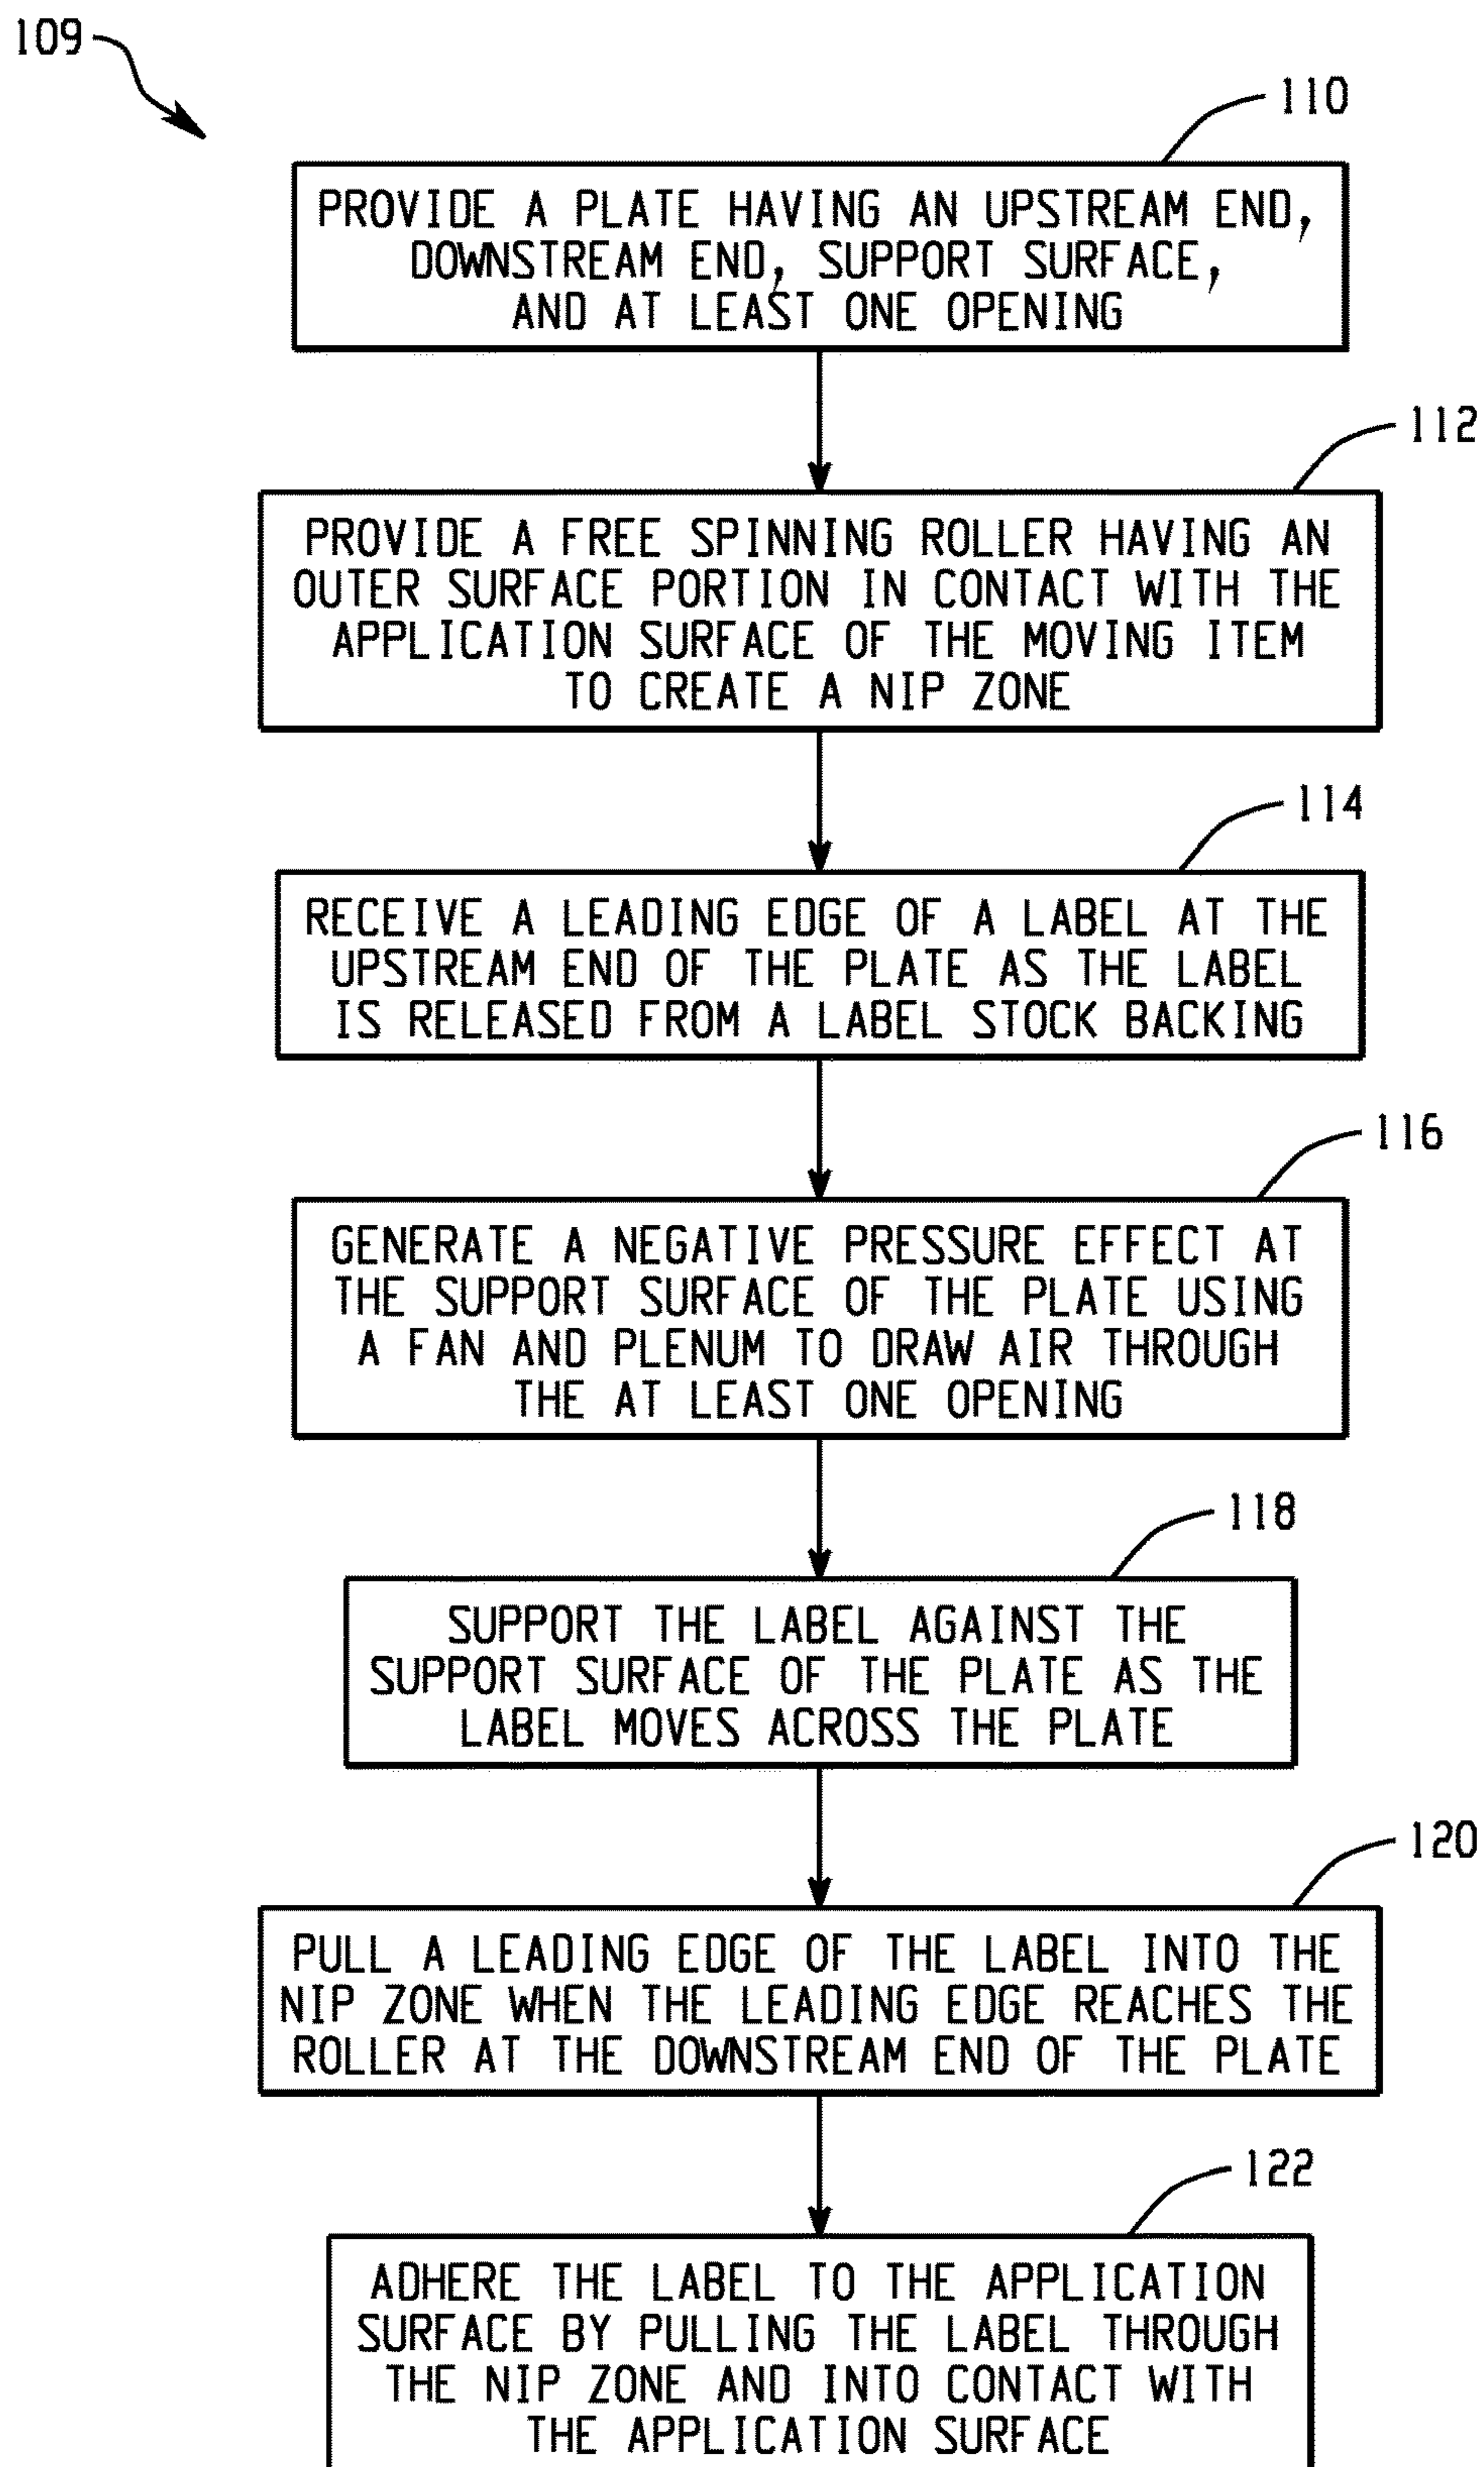 109
110
PROVIDE A PLATE HAVING AN UPSTREAM END,
DOWNSTREAM END, SUPPORT SURFACE,
AND AT LEAST ONE OPENING
112
PROVIDE A FREE SPINNING ROLLER HAVING AN
OUTER SURFACE PORTION IN CONTACT WITH THE
APPLICATION SURFACE OF THE MOVING ITEM
TO CREATE A NIP ZONE
114
RECEIVE A LEADING EDGE OF A LABEL AT THE
UPSTREAM END OF THE PLATE AS THE LABEL
IS RELEASED FROM A LABEL STOCK BACKING
116
GENERATE A NEGATIVE PRESSURE EFFECT AT
THE SUPPORT SURFACE OF THE PLATE USING
A FAN AND PLENUM TO DRAW AIR THROUGH
THE AT LEAST ONE OPENING
118
SUPPORT THE LABEL AGAINST THE
SUPPORT SURFACE OF THE PLATE AS THE
LABEL MOVES ACROSS THE PLATE
120
PULL A LEADING EDGE OF THE LABEL INTO THE
NIP ZONE WHEN THE LEADING EDGE REACHES THE
ROLLER AT THE DOWNSTREAM END OF THE PLATE
122
ADHERE THE LABEL TO THE APPLICATION
SURFACE BY PULLING THE LABEL THROUGH
THE NIP ZONE AND INTO CONTACT WITH
THE APPLICATION SURFACE